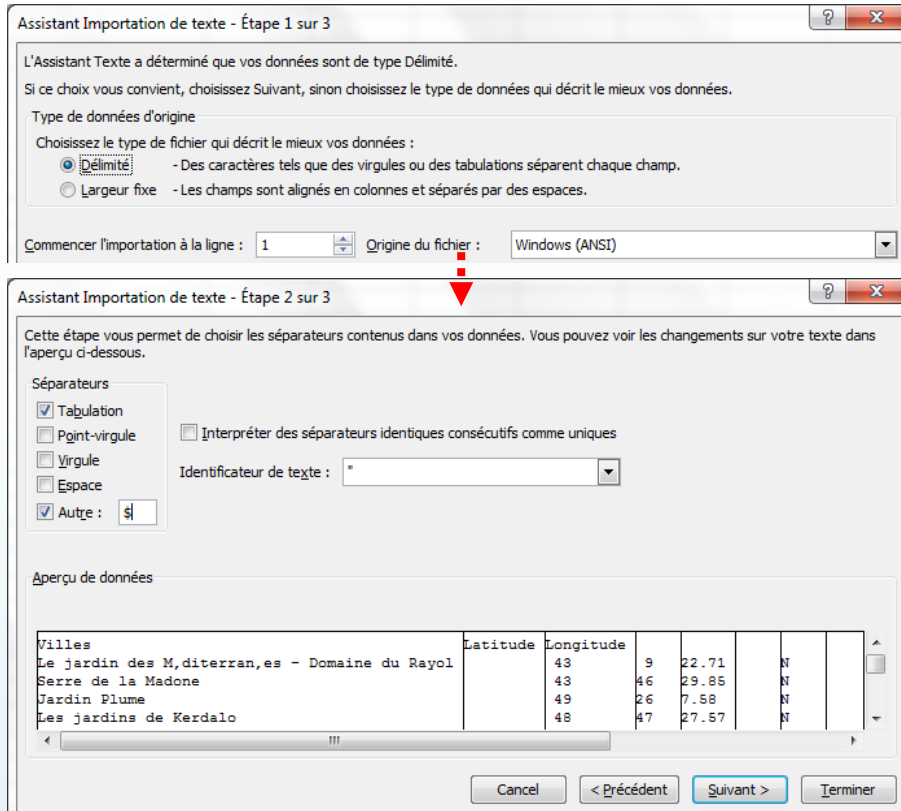 Assistant Importation de texte - Étape 1 sur 3
L'Assistant Texte a déterminé que vos données sont de type Délimité.
Si ce choix vous convient, choisissez Suivant, sinon choisissez le type de données qui décrit le mieux vos données.
Type de données d'origine
Choisissez le type de fichier qui décrit le mieux vos données :
Délimité - Des caractères tels que des virgules ou des tabulations séparent chaque champ.
Largeur fixe - Les champs sont alignés en colonnes et séparés par des espaces.
Commencer l'importation à la ligne : 1 Origine du fichier : Windows (ANSI)
Assistant Importation de texte - Étape 2 sur 3
Cette étape vous permet de choisir les séparateurs contenus dans vos données. Vous pouvez voir les changements sur votre texte dans
l'aperçu ci-dessous.
Séparateurs
Tabulation
Point-virgule Interpréter des séparateurs identiques consécutifs comme uniques
Virgule
Identificateur de texte : "
Espace
Autre : $
Aperçu de données
Villes Latitude Longitude
Le jardin des M,diterran,es - Domaine du Rayol 43 9 22.71 N
Serre de la Madone 43 46 29.85 N
Jardin Plume 49 26 7.58 N
Les jardins de Kerdalo 48 47 27.57 N
Cancel < Précédent Suivant > Terminer